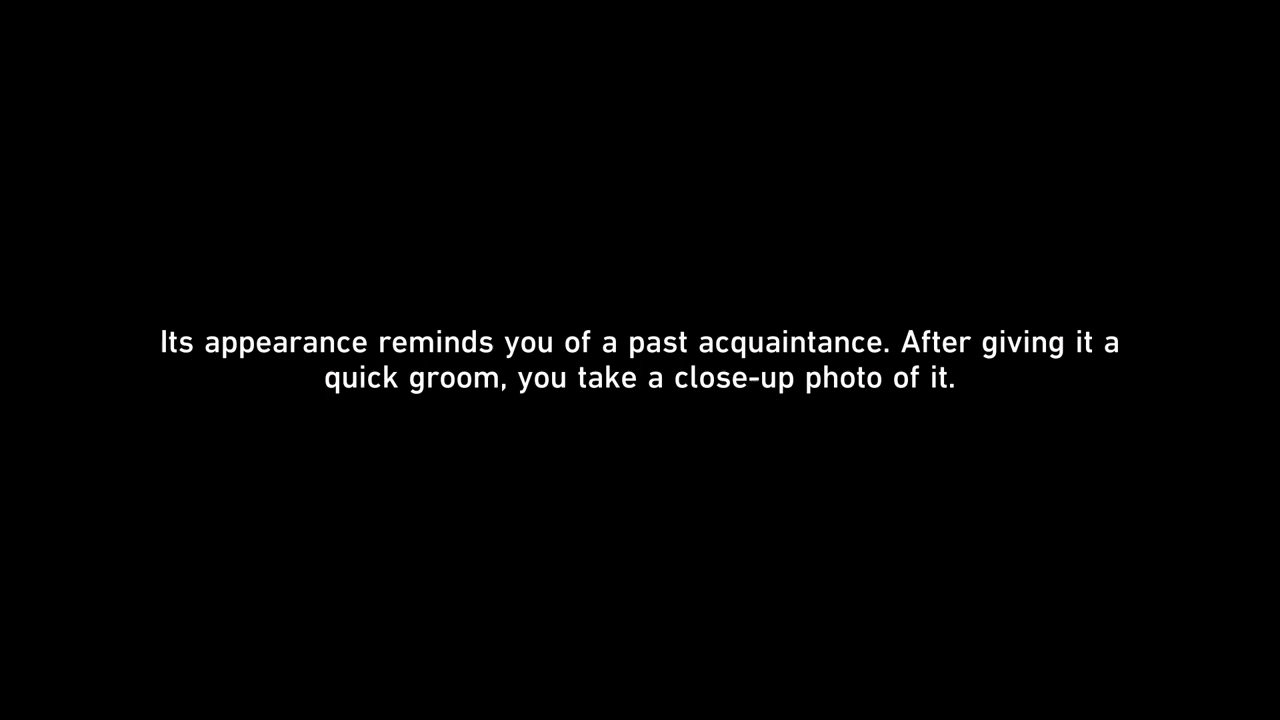 Its appearance reminds you of a past acquaintance. After giving it a
quick groom, you take a close-up photo of it.